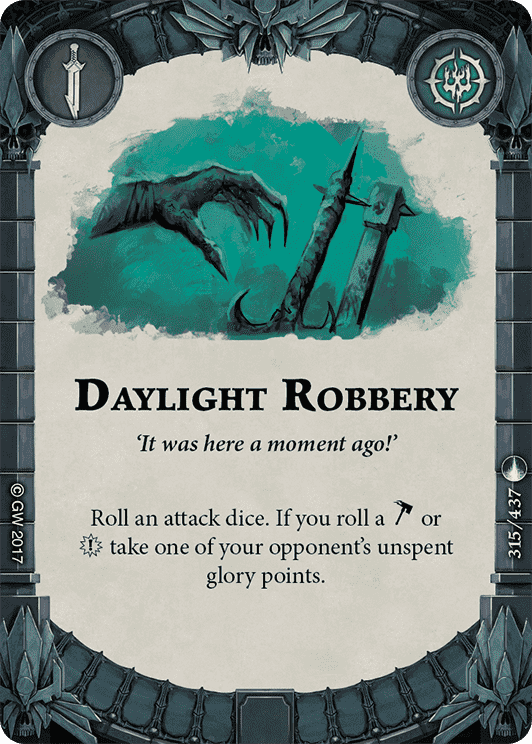 DAYLIGHT ROBBERY
'It was here a moment ago!'
Roll an attack dice. If you roll a or
take one of your opponent's unspent
glory points.
© GW 2017
315/437